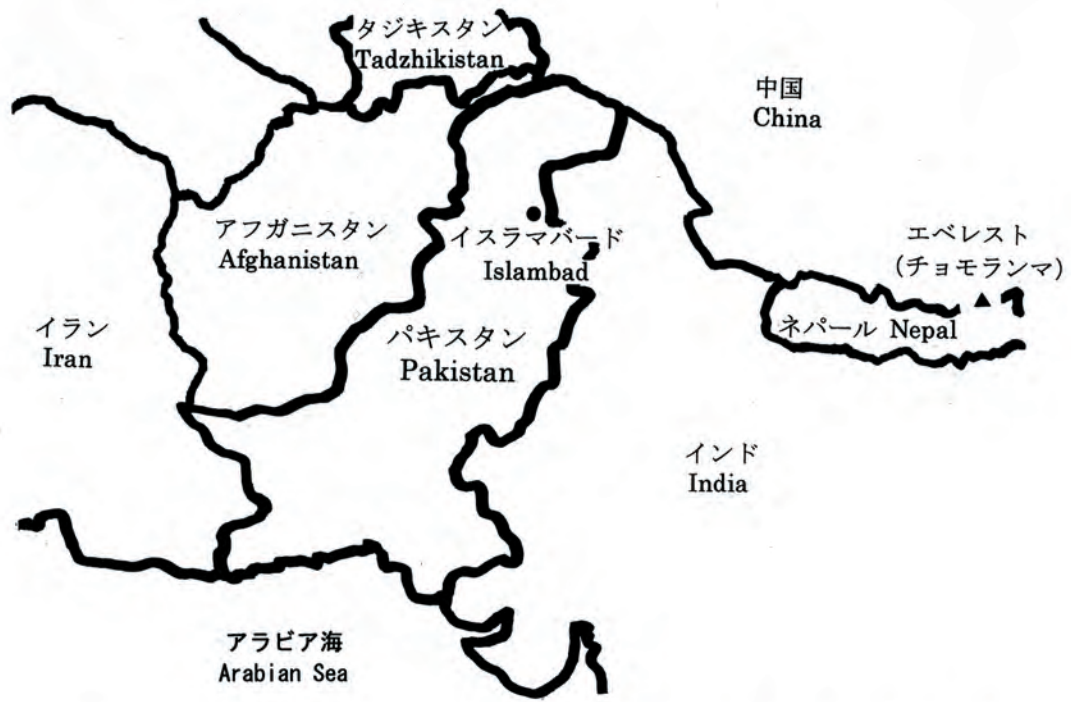 タジキスタン
Tadzhikistan
中国
China
アフガニスタン
Afghanistan
イスラマバード
Islambad
エベレスト
(チョモランマ)
イラン
Iran
パキスタン
Pakistan
ネパール Nepal
インド
India
アラビア海
Arabian Sea